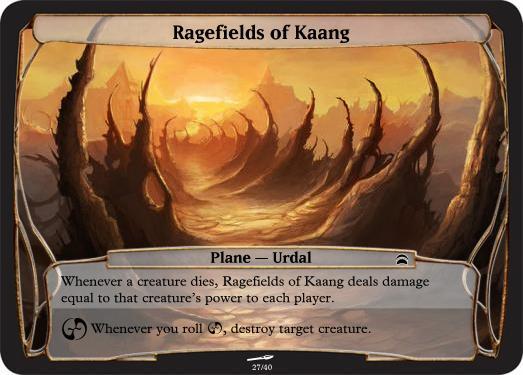 Ragefields of Kaang
Plane — Urdal
Whenever a creature dies, Ragefields of Kaang deals damage
equal to that creature's power to each player.
Whenever you roll , destroy target creature.
27/40